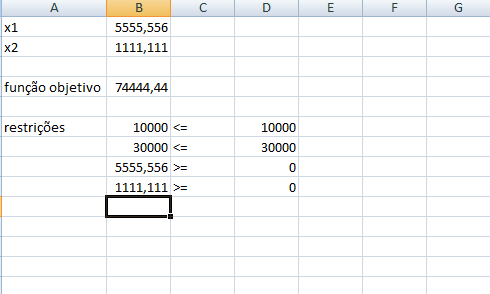 A B C D E F G
x1 5555,556
x2 1111,111
função objetivo 74444,44
restrições 10000 <= 10000
30000 <= 30000
5555,556 >= 0
1111,111 >= 0